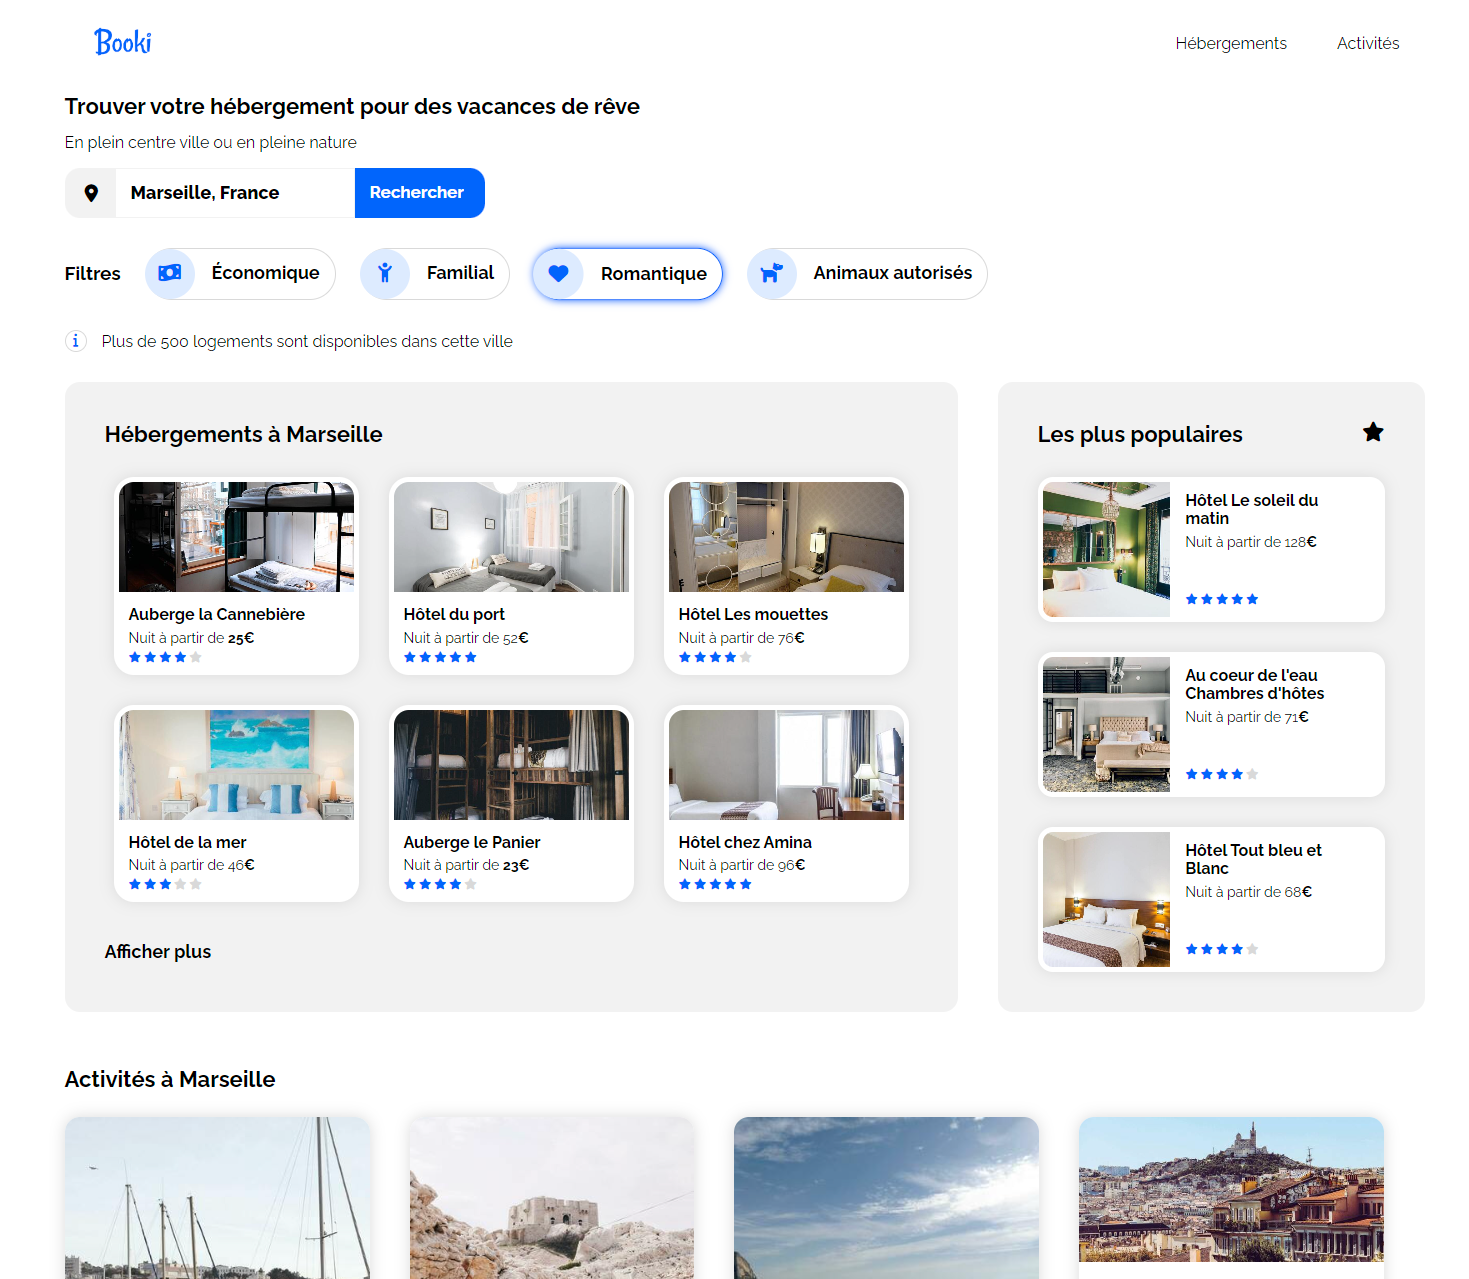 Booki
Hébergements
Activités
Trouver votre hébergement pour des vacances de rêve
En plein centre ville ou en pleine nature
Marseille, France
Rechercher
Filtres
Économique
Familial
Romantique
Animaux autorisés
Plus de 500 logements sont disponibles dans cette ville
Hébergements à Marseille
Auberge la Cannebière
Nuit à partir de 25€
Hôtel du port
Nuit à partir de 52€
Hôtel Les mouettes
Nuit à partir de 76€
Hôtel de la mer
Nuit à partir de 46€
Auberge le Panier
Nuit à partir de 23€
Hôtel chez Amina
Nuit à partir de 96€
Afficher plus
Les plus populaires
Hôtel Le soleil du
matin
Nuit à partir de 128€
Au coeur de l'eau
Chambres d'hôtes
Nuit à partir de 71€
Hôtel Tout bleu et
Blanc
Nuit à partir de 68€
Activités à Marseille